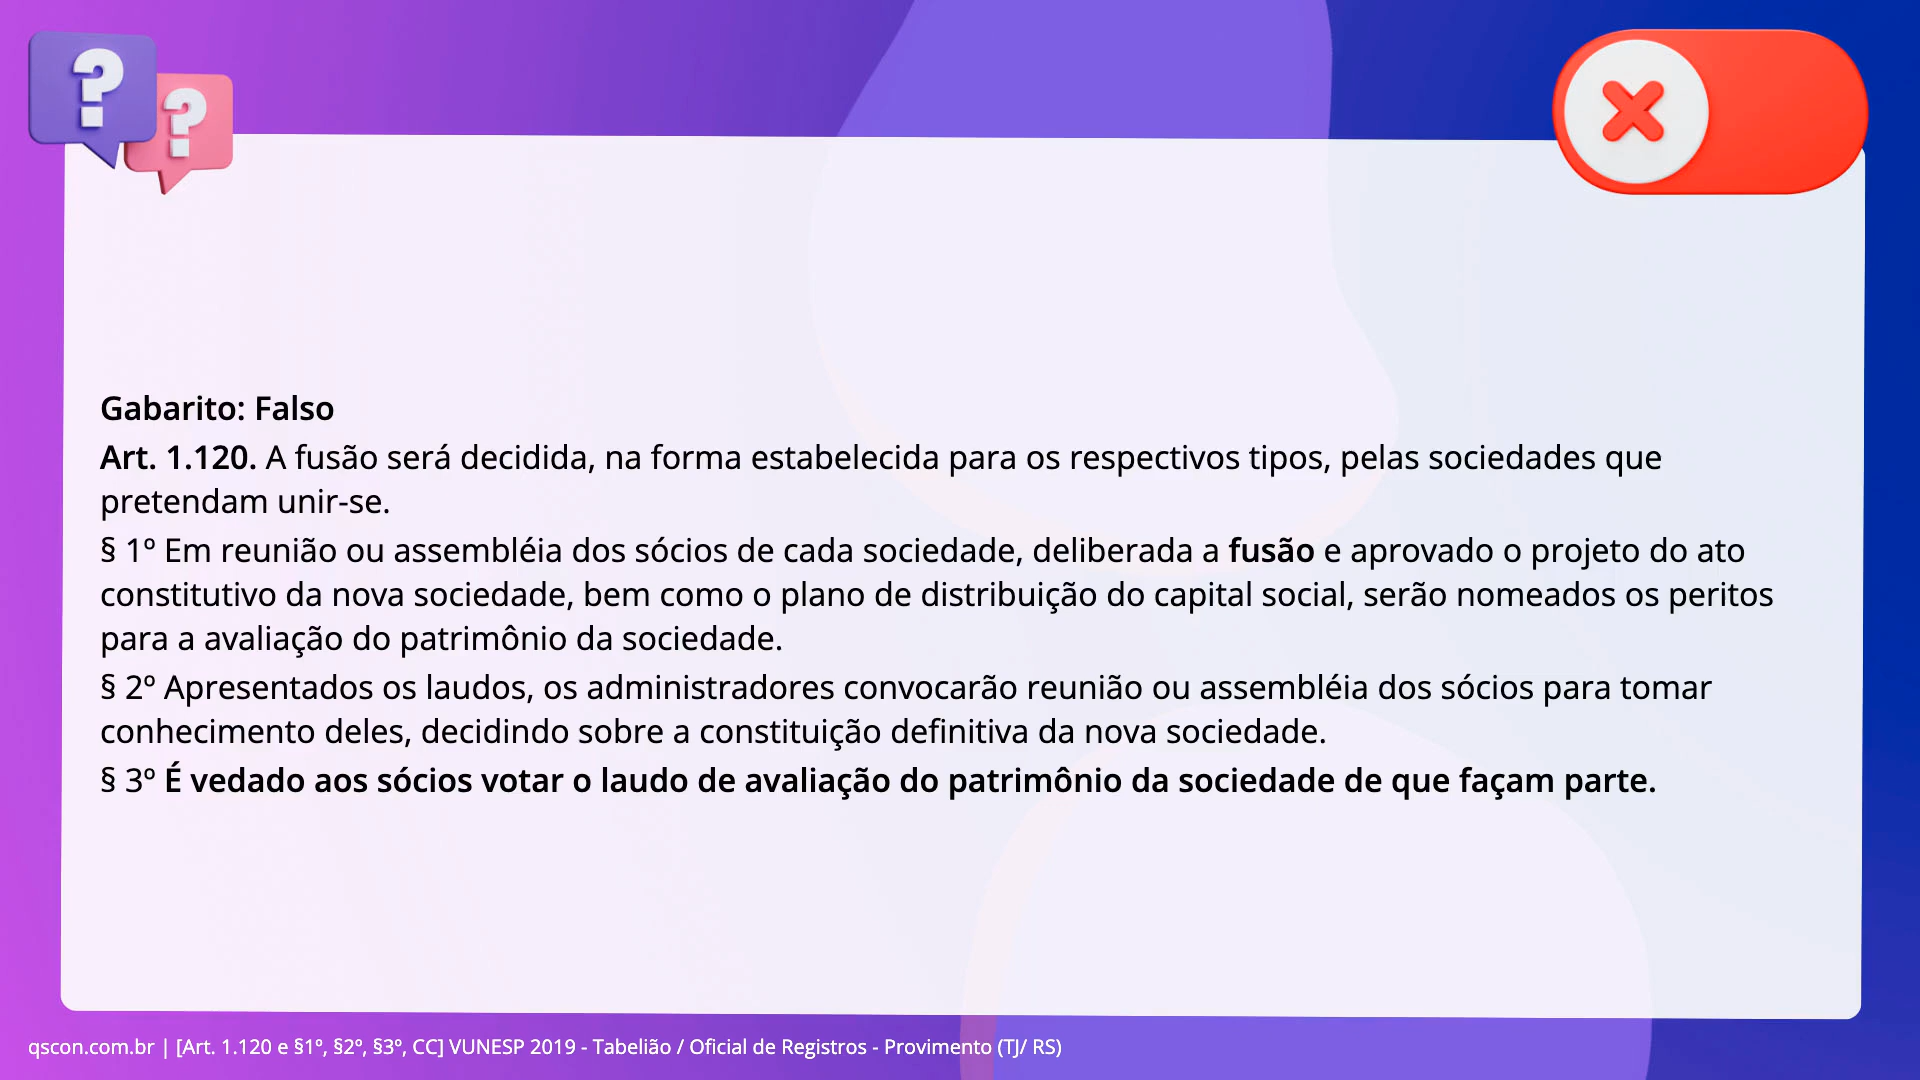 Gabarito: Falso
Art. 1.120. A fusão será decidida, na forma estabelecida para os respectivos tipos, pelas sociedades que
pretendam unir-se.
§ 1º Em reunião ou assembléia dos sócios de cada sociedade, deliberada a fusão e aprovado o projeto do ato
constitutivo da nova sociedade, bem como o plano de distribuição do capital social, serão nomeados os peritos
para a avaliação do patrimônio da sociedade.
§ 2º Apresentados os laudos, os administradores convocarão reunião ou assembléia dos sócios para tomar
conhecimento deles, decidindo sobre a constituição definitiva da nova sociedade.
§ 3º É vedado aos sócios votar o laudo de avaliação do patrimônio da sociedade de que façam parte.
qscon.com.br | [Art. 1.120 e §1º, §2º, §3º, CC] VUNESP 2019 - Tabelião / Oficial de Registros - Provimento (TJ/ RS)